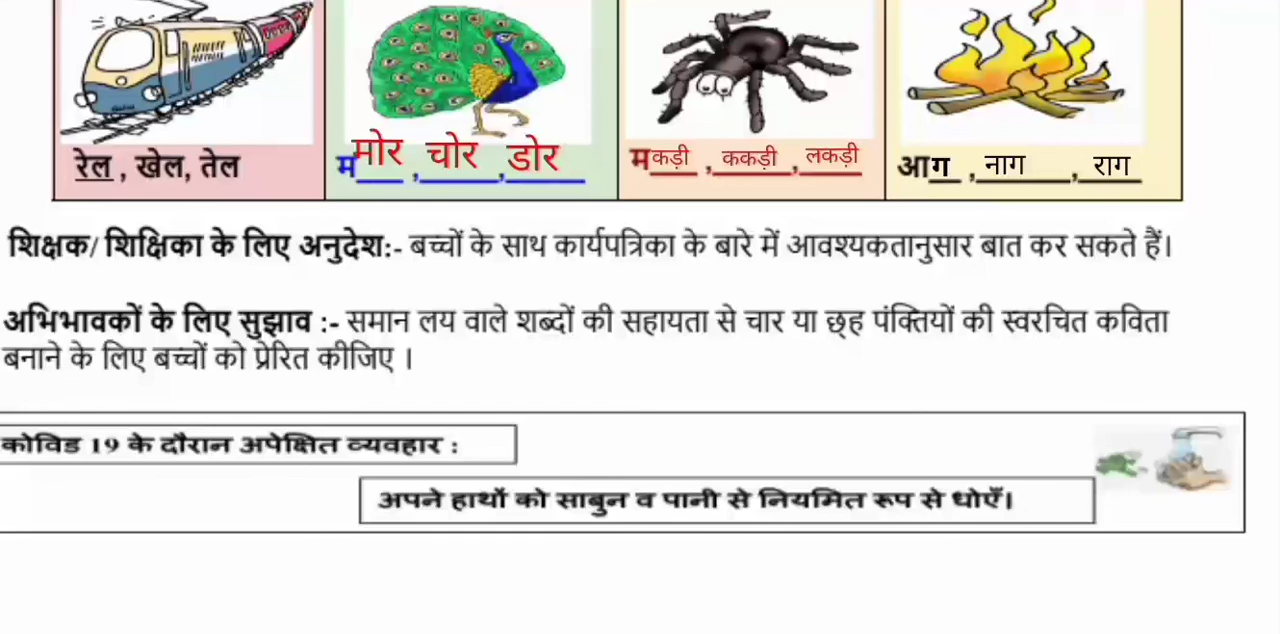 रेल , खेल, तेल
ममोर , चोर , डोर
मकड़ी , ककड़ी , लकड़ी
आग , नाग , राग
शिक्षक/ शिक्षिका के लिए अनुदेश:- बच्चों के साथ कार्यपत्रिका के बारे में आवश्यकतानुसार बात कर सकते हैं।
अभिभावकों के लिए सुझाव :- समान लय वाले शब्दों की सहायता से चार या छह पंक्तियों की स्वरचित कविता
बनाने के लिए बच्चों को प्रेरित कीजिए ।
कोविड 19 के दौरान अपेक्षित व्यवहार :
अपने हाथों को साबुन व पानी से नियमित रूप से धोएँ।